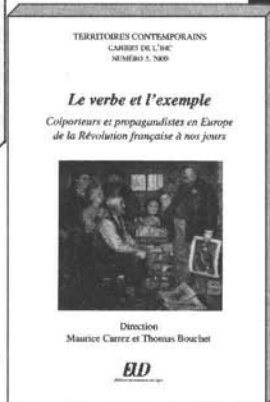 TERRITOIRES CONTEMPORAINS
CAHIERS DE L'IHC
NUMÉRO 5, 2000
Le verbe et l'exemple
Colporteurs et propagandistes en Europe
de la Révolution française à nos jours
Direction
Maurice Carrez et Thomas Bouchet
EUD